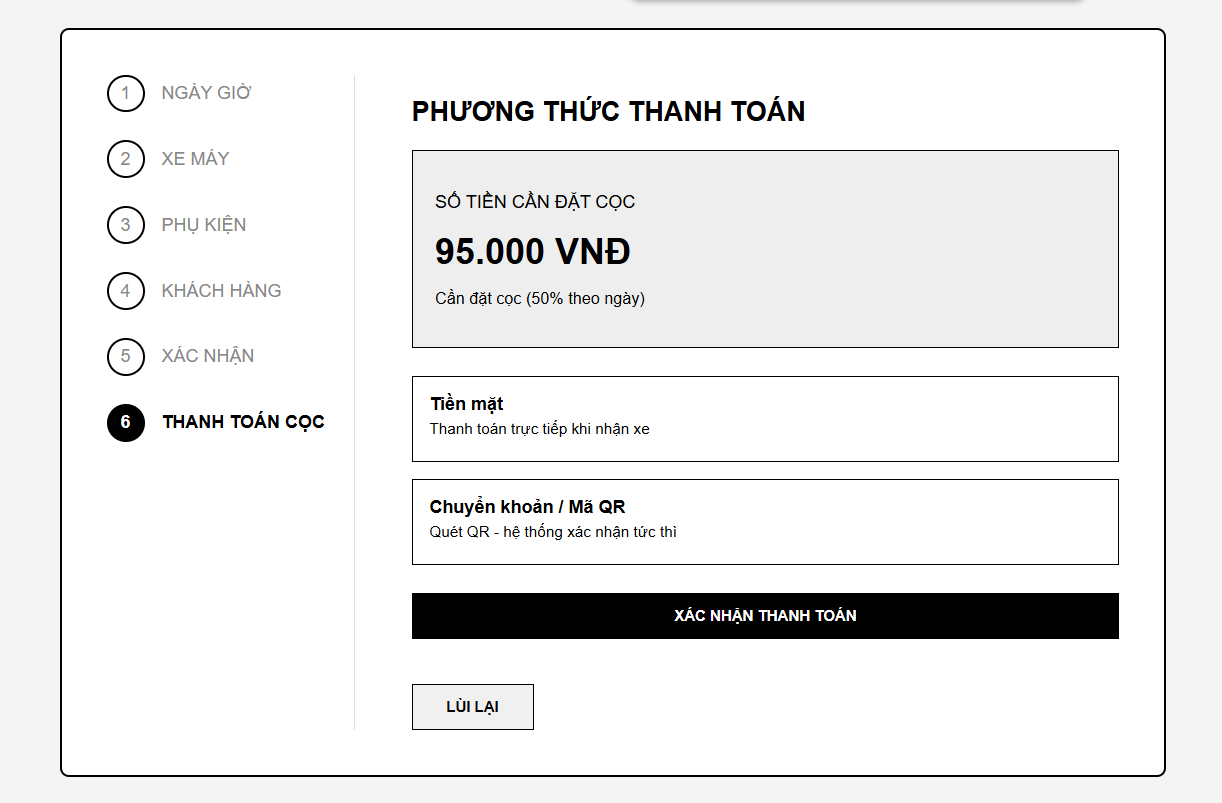 1 NGÀY GIỜ
2 XE MÁY
3 PHỤ KIỆN
4 KHÁCH HÀNG
5 XÁC NHẬN
6 THANH TOÁN CỌC
PHƯƠNG THỨC THANH TOÁN
SỐ TIỀN CẦN ĐẶT CỌC
95.000 VNĐ
Cần đặt cọc (50% theo ngày)
Tiền mặt
Thanh toán trực tiếp khi nhận xe
Chuyển khoản / Mã QR
Quét QR - hệ thống xác nhận tức thì
XÁC NHẬN THANH TOÁN
LÙI LẠI